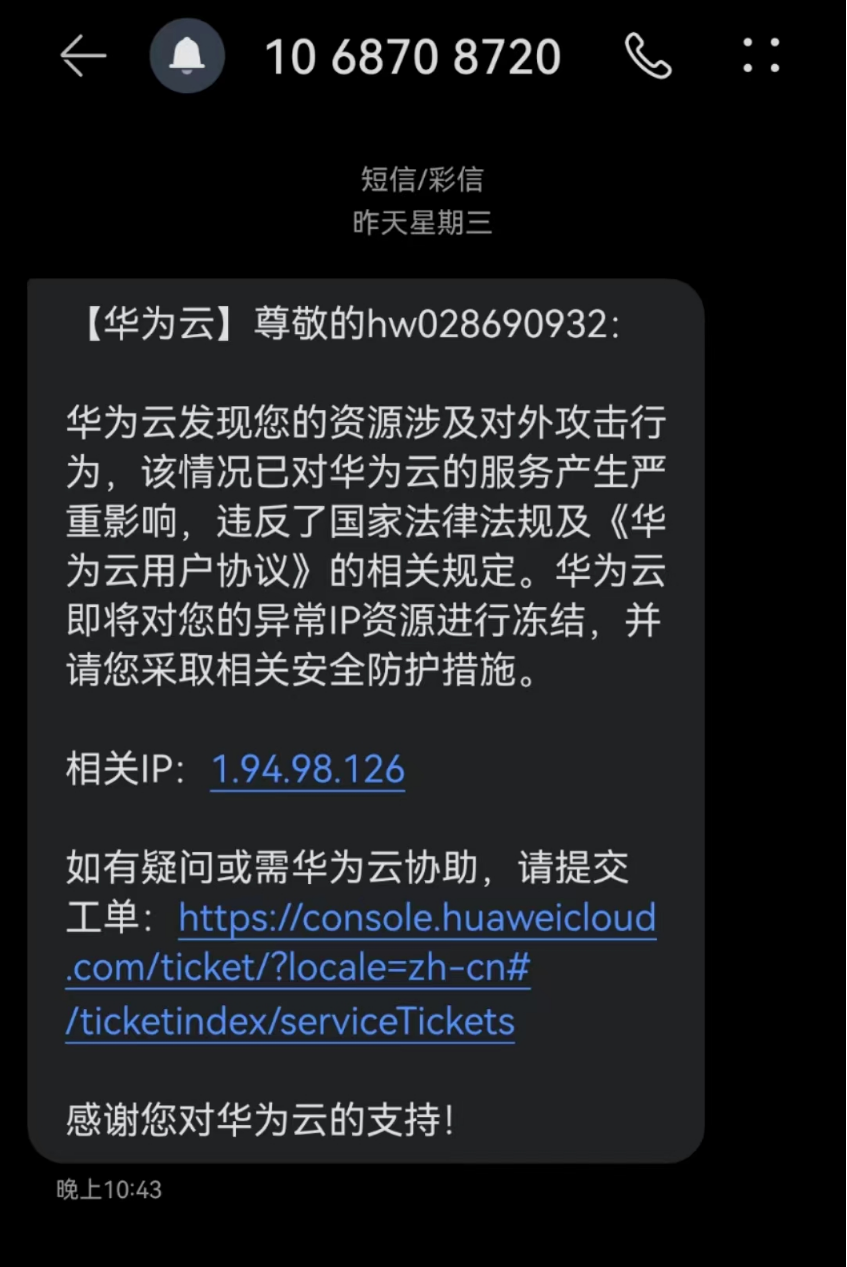 10 6870 8720
短信/彩信
昨天星期三
【华为云】尊敬的hw028690932：
华为云发现您的资源涉及对外攻击行
为，该情况已对华为云的服务产生严
重影响，违反了国家法律法规及《华
为云用户协议》的相关规定。华为云
即将对您的异常IP资源进行冻结，并
请您采取相关安全防护措施。
相关IP：1.94.98.126
如有疑问或需华为云协助，请提交
工单：https://console.huaweicloud
.com/ticket/?locale=zh-cn#
/ticketindex/serviceTickets
感谢您对华为云的支持！
晚上10:43